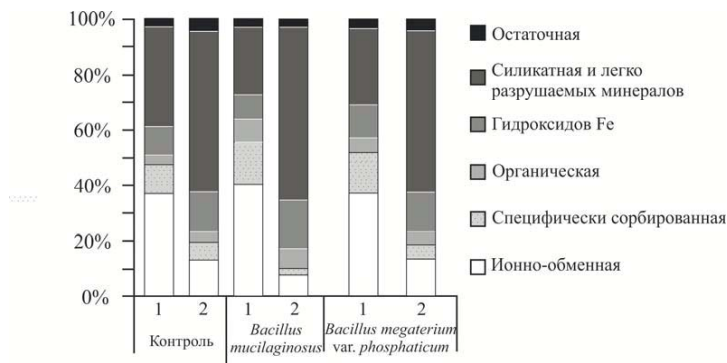 100%
80%
60%
40%
20%
0%
1 2 1 2 1 2
Контроль
Bacillus
mucilaginosus
Bacillus megaterium
var. phosphaticum
Остаточная
Силикатная и легко
разрушаемых минералов
Гидроксидов Fe
Органическая
Специфически сорбированная
Ионно-обменная